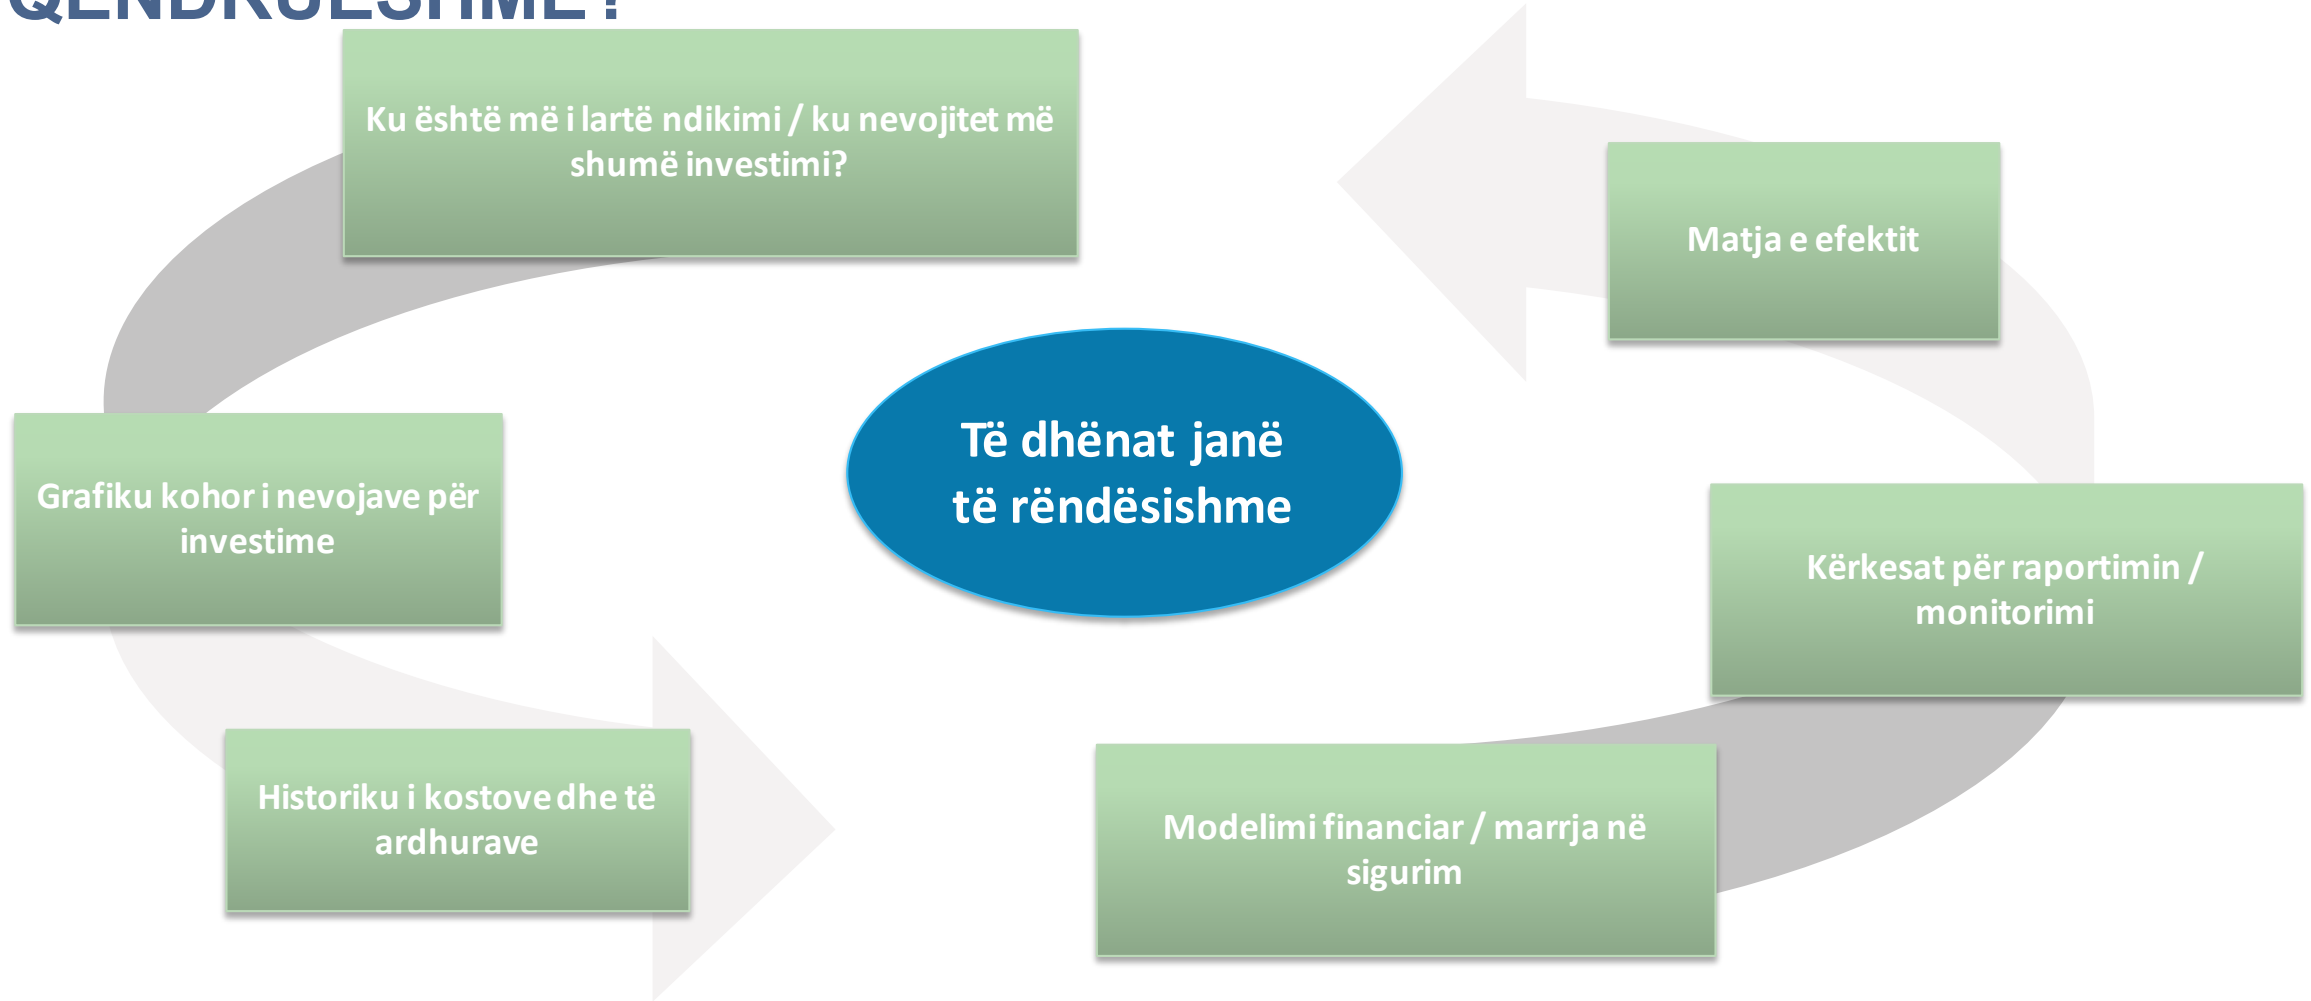 QËNDRUESHME?
Ku është më i lartë ndikimi / ku nevojitet më
shumë investimi?
Matja e efektit
Të dhënat janë
të rëndësishme
Grafiku kohor i nevojave për
investime
Kërkesat për raportimin /
monitorimi
Historiku i kostove dhe të
ardhurave
Modelimi financiar / marrja në
sigurim